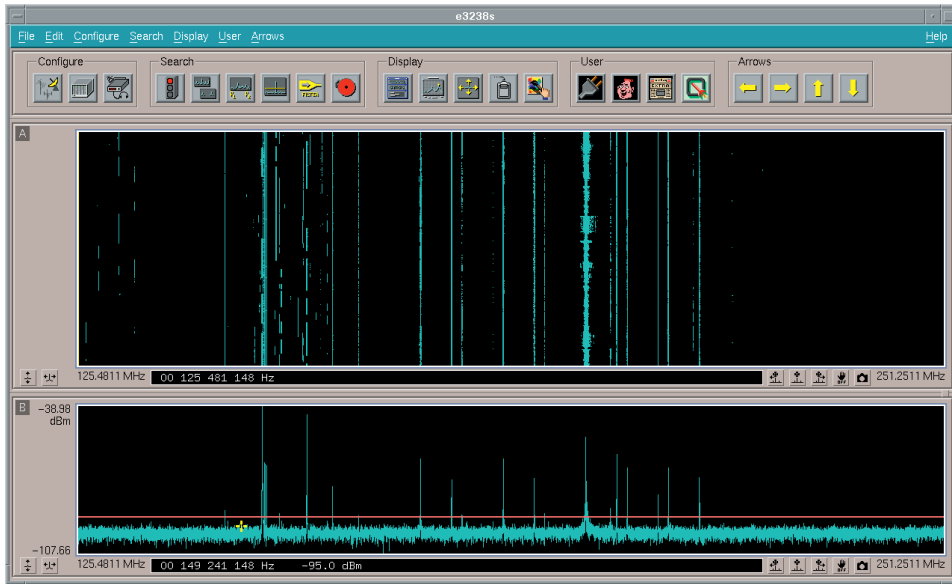 e3238s
File Edit Configure Search Display User Arrows Help
Configure Search Display User Arrows
FILTER
EXTRA
A
125.4811 MHz 00 125 481 148 Hz 251.2511 MHz
B
-38.98
dBm
-107.66
125.4811 MHz 00 149 241 148 Hz -95.0 dBm 251.2511 MHz